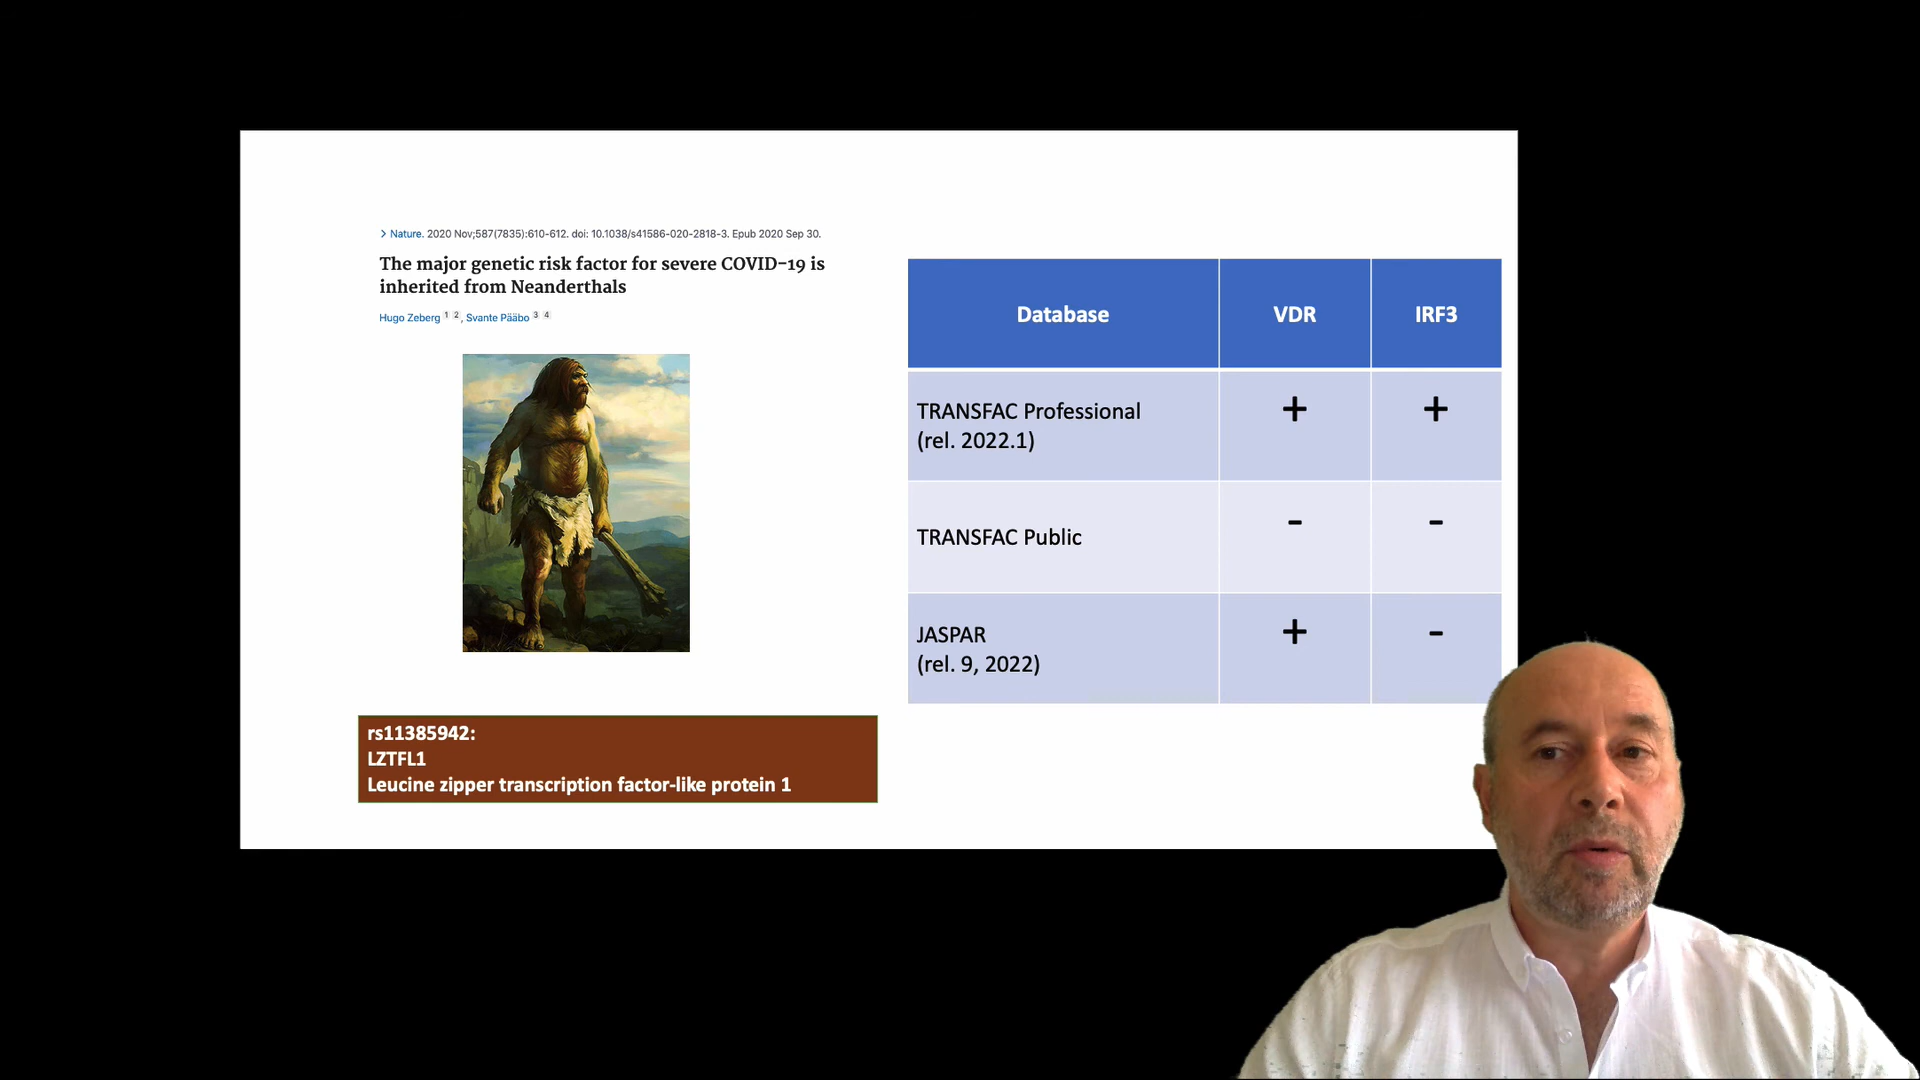 > Nature. 2020 Nov;587(7835):610-612. doi: 10.1038/s41586-020-2818-3. Epub 2020 Sep 30.
The major genetic risk factor for severe COVID-19 is
inherited from Neanderthals
Hugo Zeberg 1 2, Svante Pääbo 3 4
Database VDR IRF3
TRANSFAC Professional
(rel. 2022.1) + +
TRANSFAC Public - -
JASPAR
(rel. 9, 2022) + -
rs11385942:
LZTFL1
Leucine zipper transcription factor-like protein 1